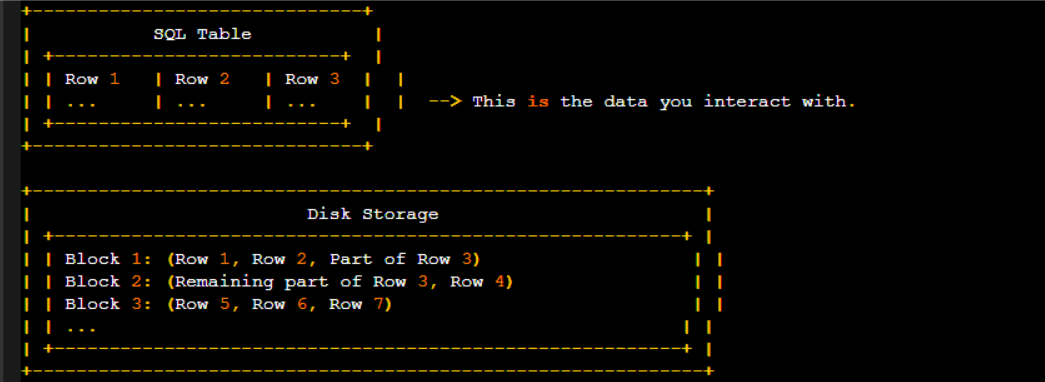 SQL Table
Row 1 | Row 2 | Row 3
... | ... | ... --> This is the data you interact with.
Disk Storage
Block 1: (Row 1, Row 2, Part of Row 3)
Block 2: (Remaining part of Row 3, Row 4)
Block 3: (Row 5, Row 6, Row 7)
...